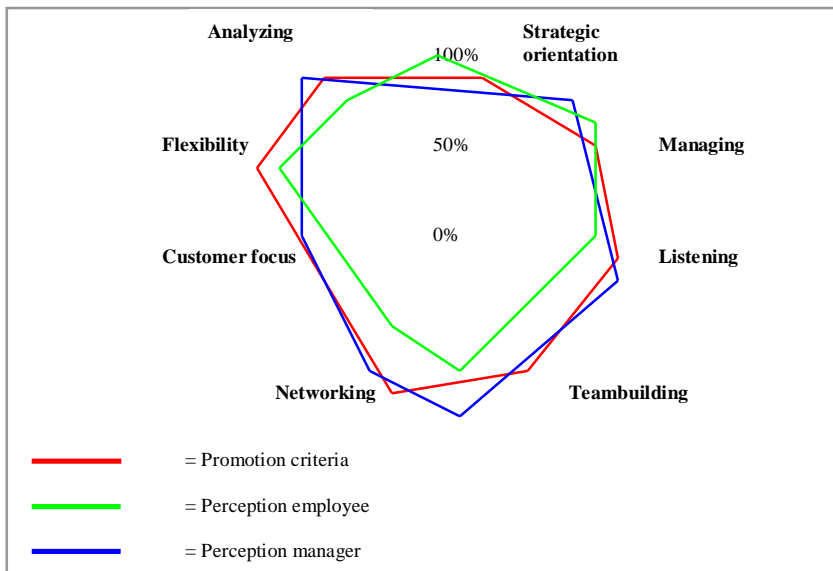 Analyzing
Strategic
orientation
100%
Flexibility
50%
Managing
0%
Customer focus
Listening
Networking
Teambuilding
= Promotion criteria
= Perception employee
= Perception manager